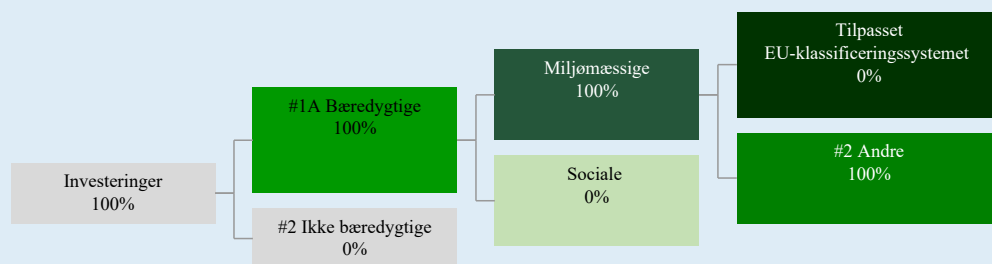 Investeringer
100%
#1A Bæredygtige
100%
#2 Ikke bæredygtige
0%
Miljømæssige
100%
Sociale
0%
Tilpasset
EU-klassificeringssystemet
0%
#2 Andre
100%